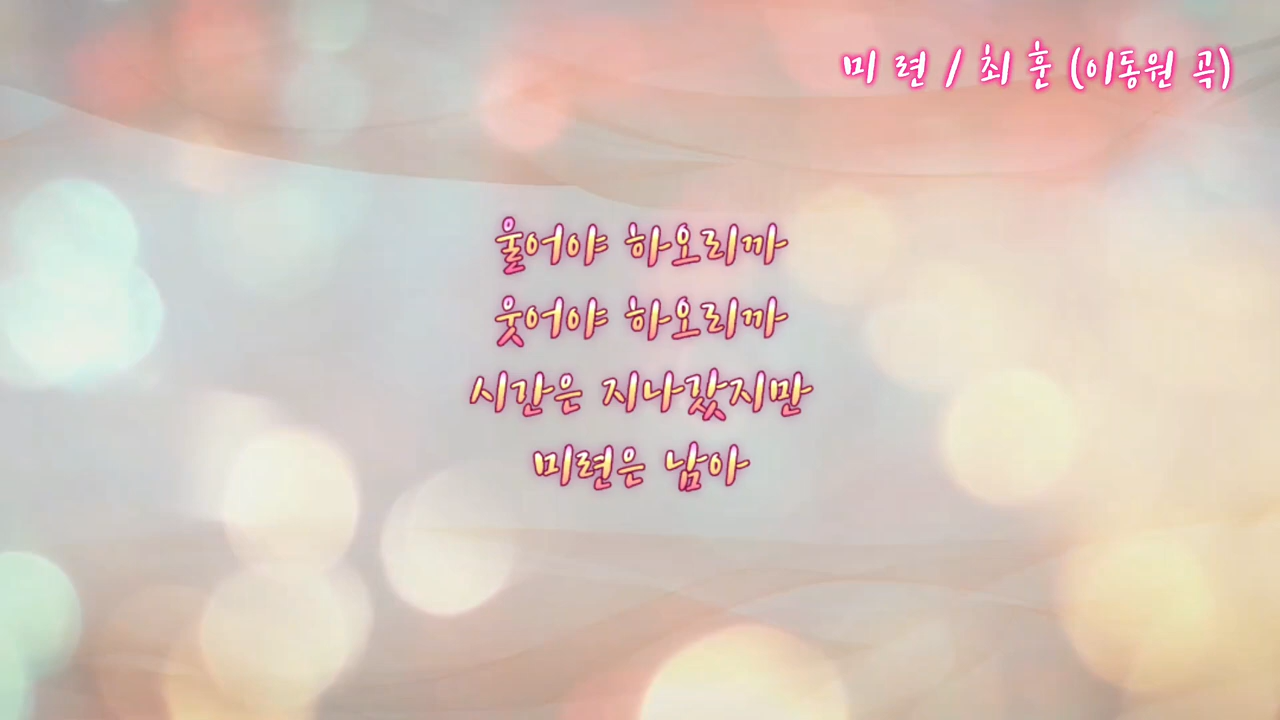 미 련 / 최 훈 (이동원 곡)
울어야 하오리까
웃어야 하오리까
시간은 지나갔지만
미련은 남아